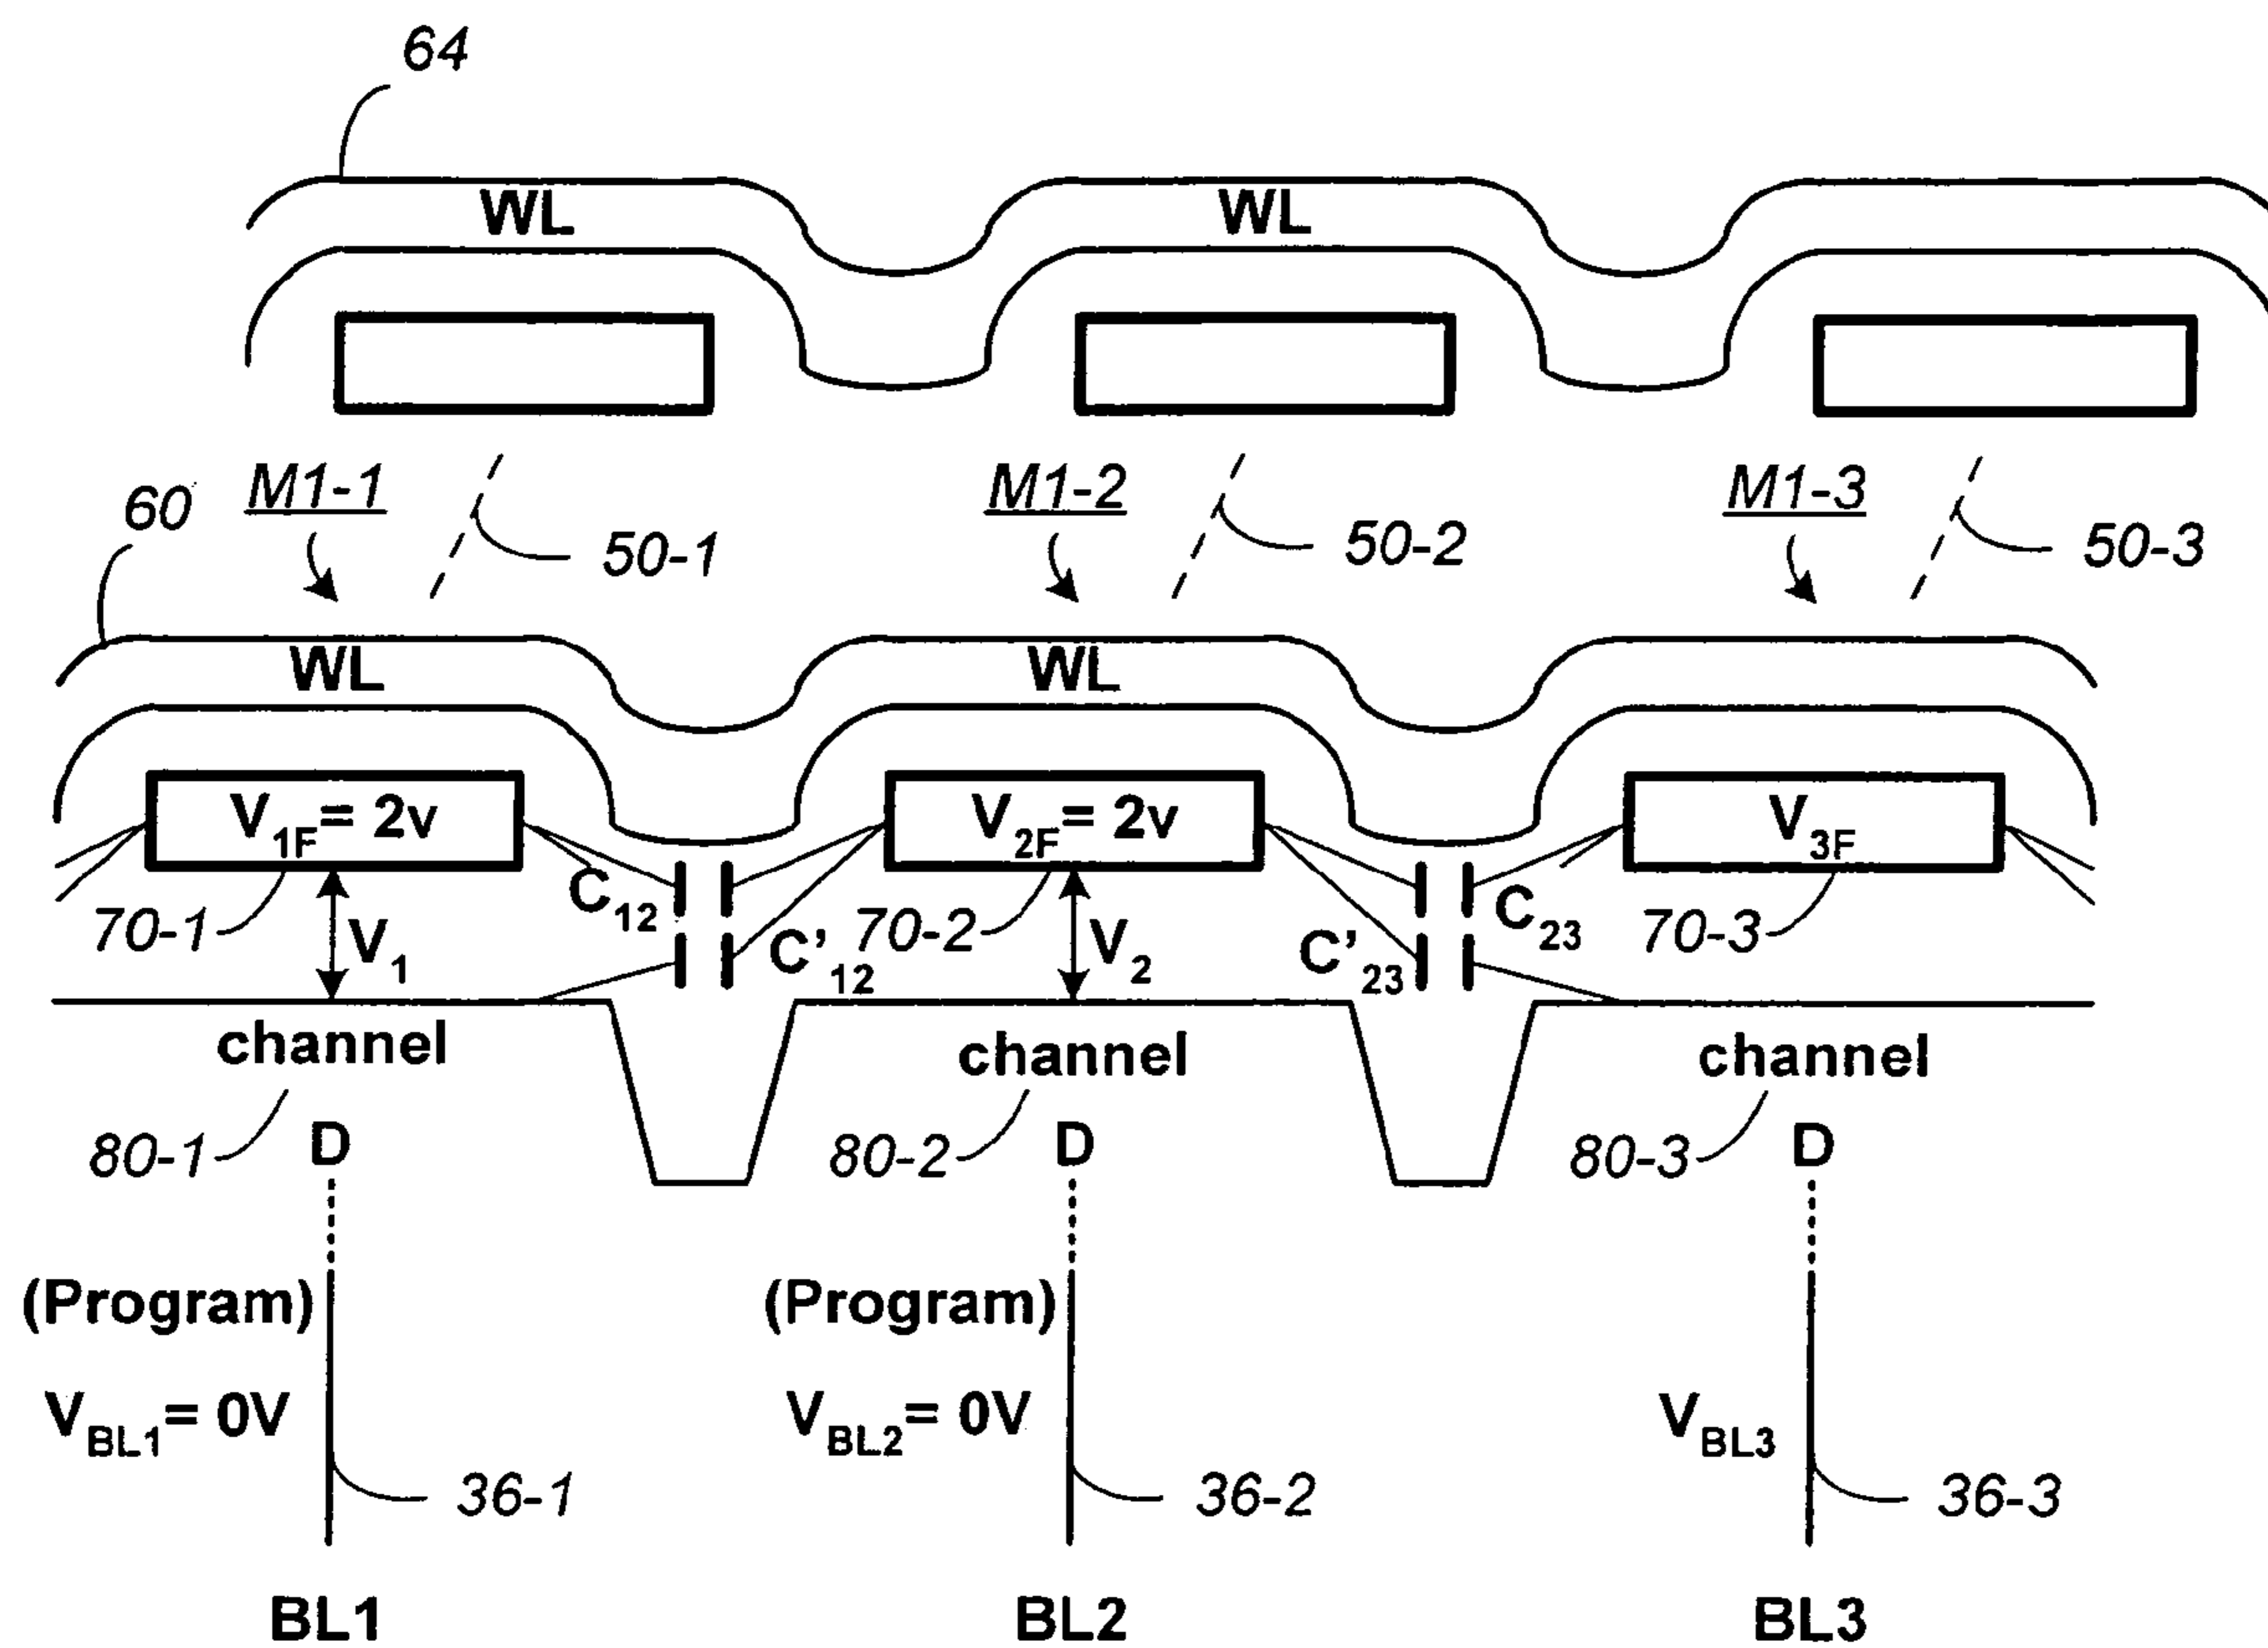 64
WL WL
M1-1 M1-2 M1-3
60
50-1 50-2 50-3
WL WL
V1F= 2v V2F= 2v V3F
C12 C23
70-1 70-2 70-3
V1 V2
C'12 C'23
channel channel channel
80-1 D 80-2 D 80-3 D
(Program) (Program)
VBL1= 0V VBL2= 0V VBL3
36-1 36-2 36-3
BL1 BL2 BL3